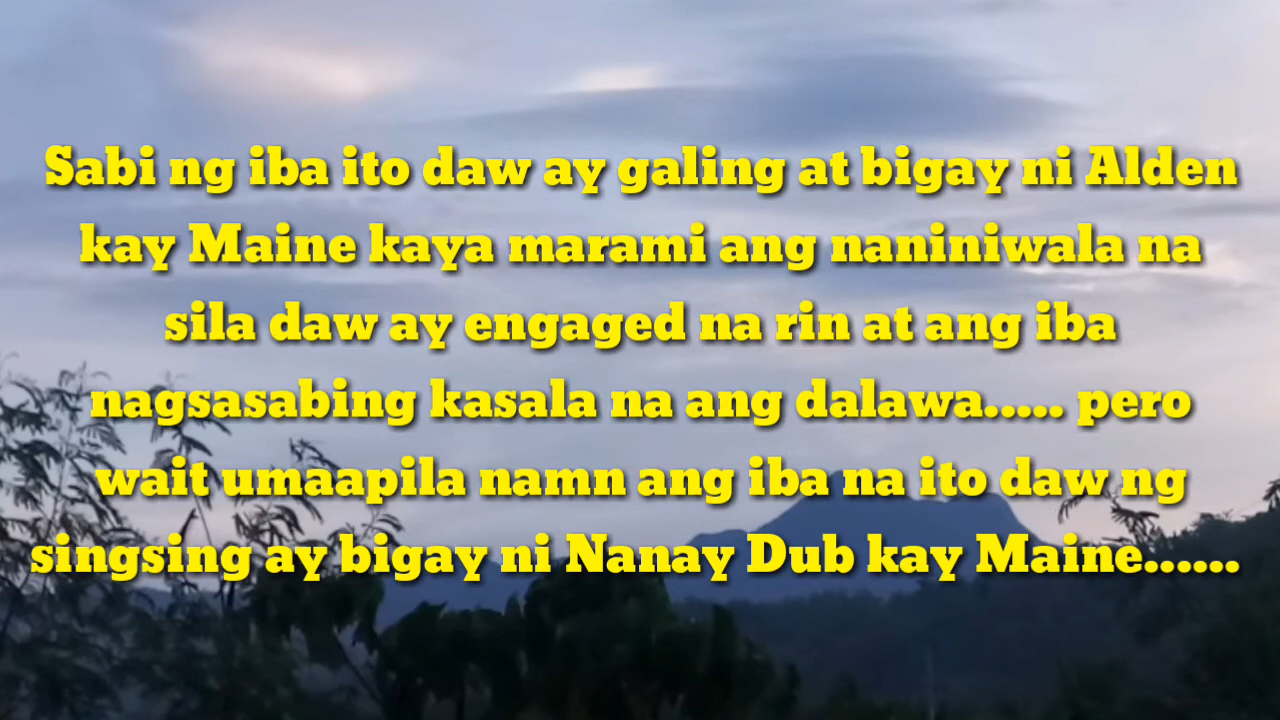 Sabi ng iba ito daw ay galing at bigay ni Alden
kay Maine kaya marami ang naniniwala na
sila daw ay engaged na rin at ang iba
nagsasabing kasala na ang dalawa..... pero
wait umaapila namn ang iba na ito daw ng
singsing ay bigay ni Nanay Dub kay Maine......